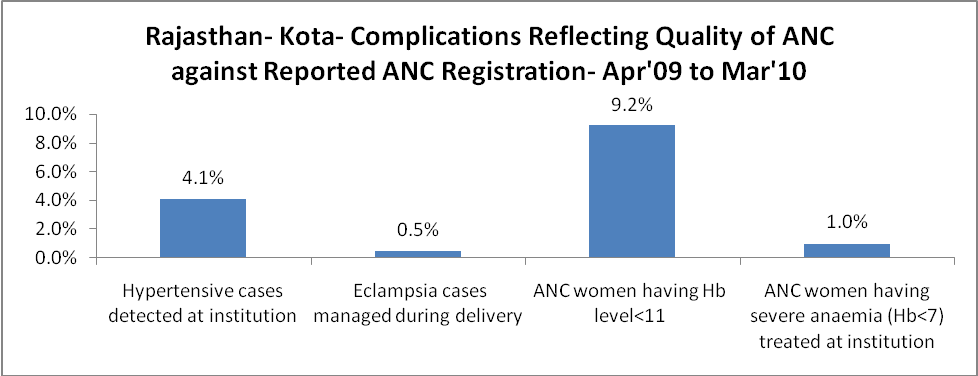 Rajasthan- Kota- Complications Reflecting Quality of ANC
against Reported ANC Registration- Apr'09 to Mar'10
10.0%
8.0%
6.0%
4.0%
2.0%
0.0%
4.1%
0.5%
9.2%
1.0%
Hypertensive cases
detected at institution
Eclampsia cases
managed during delivery
ANC women having Hb
level<11
ANC women having
severe anaemia (Hb<7)
treated at institution